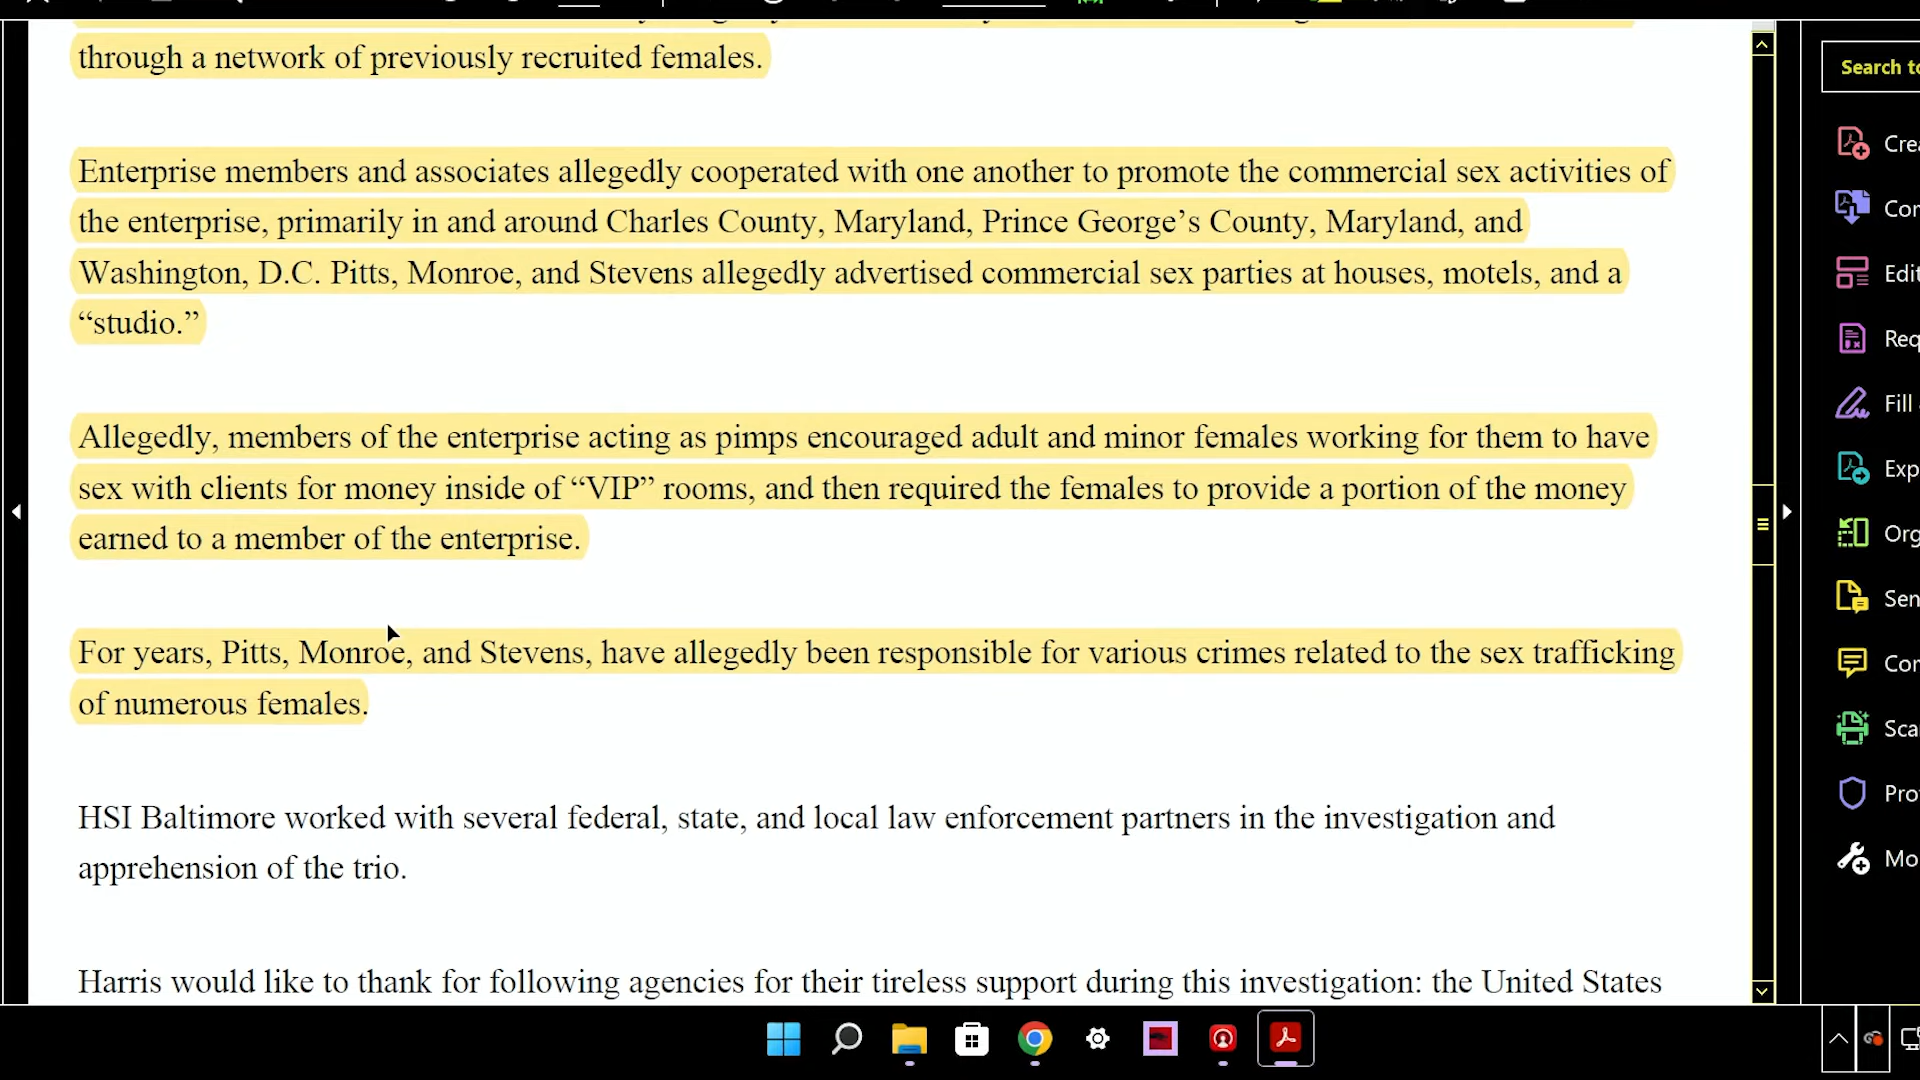 through a network of previously recruited females.
Enterprise members and associates allegedly cooperated with one another to promote the commercial sex activities of
the enterprise, primarily in and around Charles County, Maryland, Prince George’s County, Maryland, and
Washington, D.C. Pitts, Monroe, and Stevens allegedly advertised commercial sex parties at houses, motels, and a
“studio.”
Allegedly, members of the enterprise acting as pimps encouraged adult and minor females working for them to have
sex with clients for money inside of “VIP” rooms, and then required the females to provide a portion of the money
earned to a member of the enterprise.
For years, Pitts, Monroe, and Stevens, have allegedly been responsible for various crimes related to the sex trafficking
of numerous females.
HSI Baltimore worked with several federal, state, and local law enforcement partners in the investigation and
apprehension of the trio.
Harris would like to thank for following agencies for their tireless support during this investigation: the United States
Search to
Crea
Con
Edit
Req
Fill
Exp
Org
Sen
Con
Sca
Pro
Mo